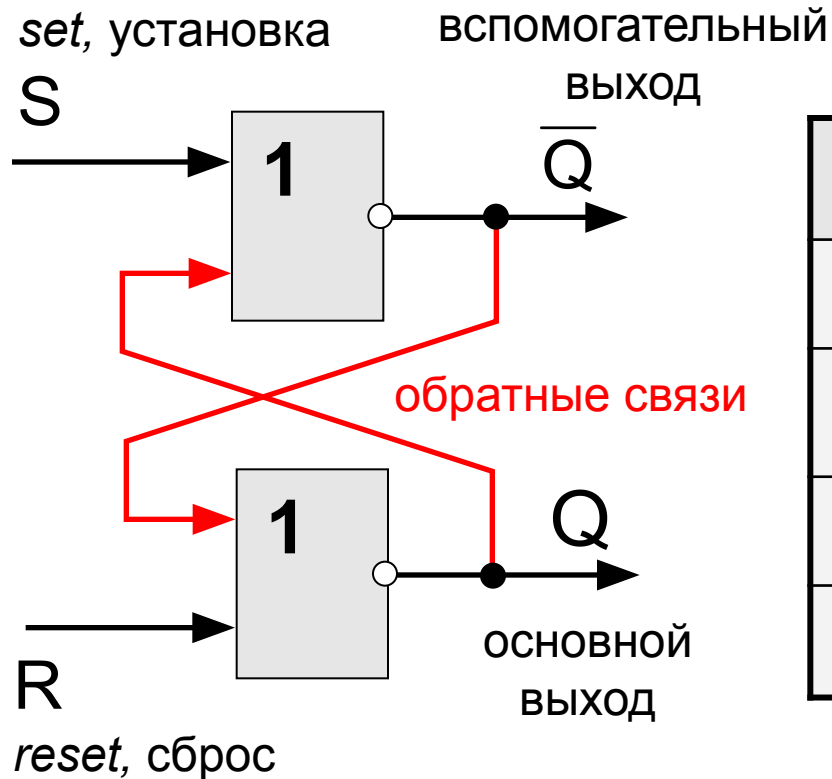 set, установка
вспомогательный
выход
S
1
Q̅
обратные связи
1
Q
основной
выход
R
reset, сброс